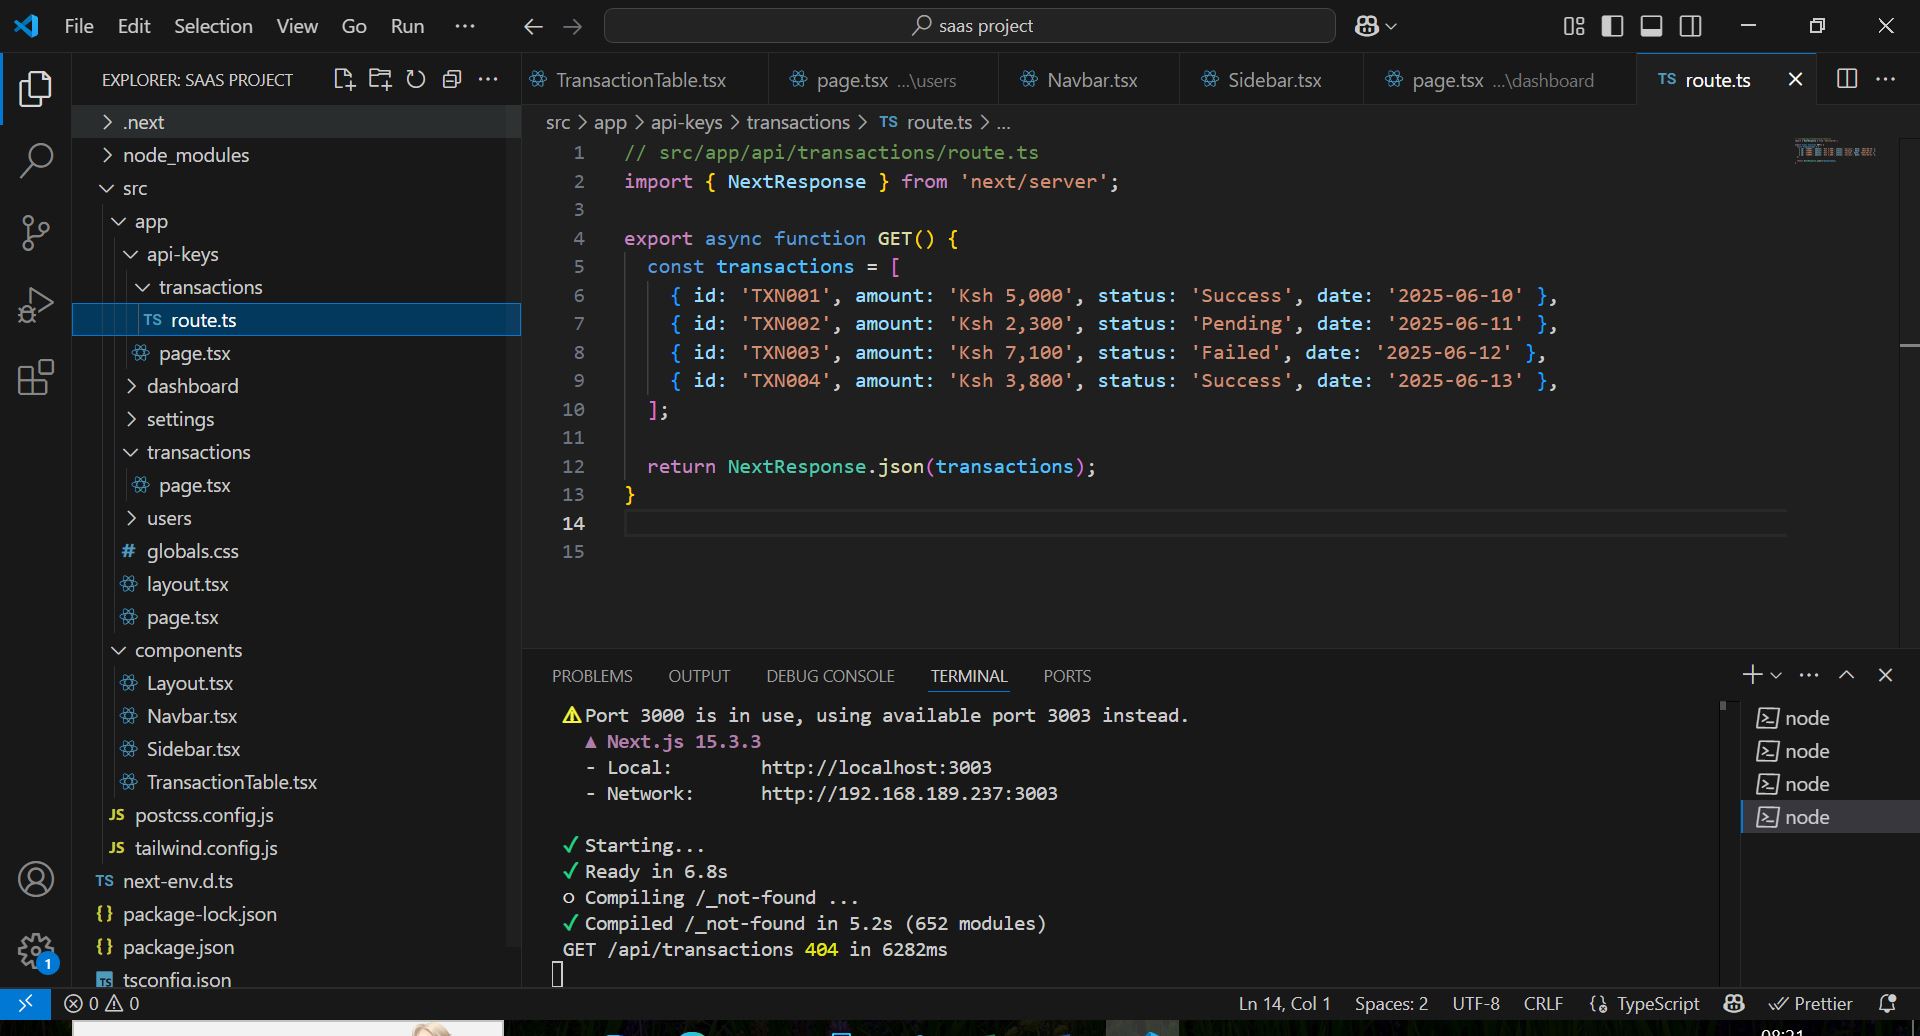 File Edit Selection View Go Run ··· saas project
EXPLORER: SAAS PROJECT
TransactionTable.tsx page.tsx ...\users Navbar.tsx Sidebar.tsx page.tsx ...\dashboard TS route.ts
src > app > api-keys > transactions > TS route.ts > ...
.next
node_modules
src
app
api-keys
transactions
TS route.ts
page.tsx
dashboard
settings
transactions
page.tsx
users
# globals.css
layout.tsx
page.tsx
components
Layout.tsx
Navbar.tsx
Sidebar.tsx
TransactionTable.tsx
JS postcss.config.js
JS tailwind.config.js
TS next-env.d.ts
{} package-lock.json
{} package.json
TS tsconfig.json
1 // src/app/api/transactions/route.ts
2 import { NextResponse } from 'next/server';
3
4 export async function GET() {
5 const transactions = [
6 { id: 'TXN001', amount: 'Ksh 5,000', status: 'Success', date: '2025-06-10' },
7 { id: 'TXN002', amount: 'Ksh 2,300', status: 'Pending', date: '2025-06-11' },
8 { id: 'TXN003', amount: 'Ksh 7,100', status: 'Failed', date: '2025-06-12' },
9 { id: 'TXN004', amount: 'Ksh 3,800', status: 'Success', date: '2025-06-13' },
10 ];
11
12 return NextResponse.json(transactions);
13 }
14
15
PROBLEMS OUTPUT DEBUG CONSOLE TERMINAL PORTS
⚠ Port 3000 is in use, using available port 3003 instead.
▲ Next.js 15.3.3
- Local: http://localhost:3003
- Network: http://192.168.189.237:3003
✓ Starting...
✓ Ready in 6.8s
○ Compiling /_not-found ...
✓ Compiled /_not-found in 5.2s (652 modules)
GET /api/transactions 404 in 6282ms
node
node
node
node
1
0 0 Ln 14, Col 1 Spaces: 2 UTF-8 CRLF {} TypeScript Prettier